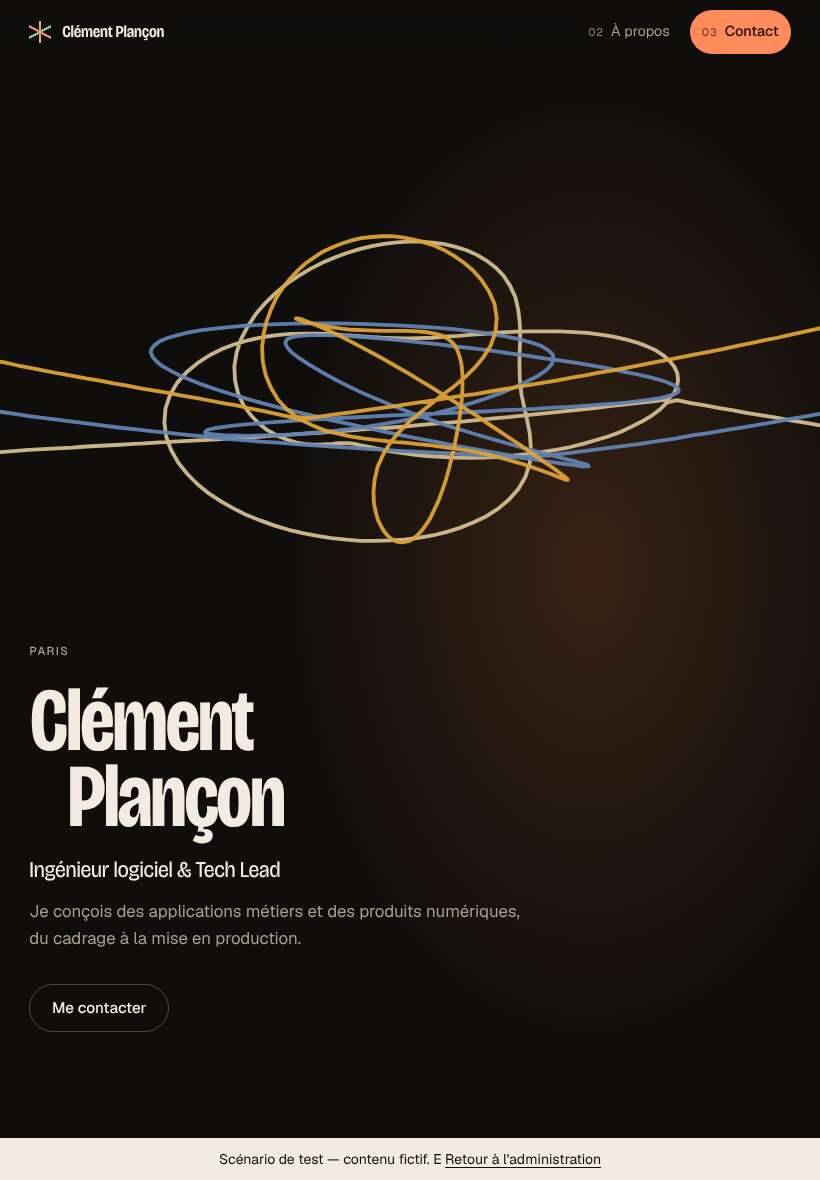 Clément Plançon
02 À propos
03 Contact
PARIS
Clément
Plançon
Ingénieur logiciel & Tech Lead
Je conçois des applications métiers et des produits numériques,
du cadrage à la mise en production.
Me contacter
Scénario de test — contenu fictif. E Retour à l'administration